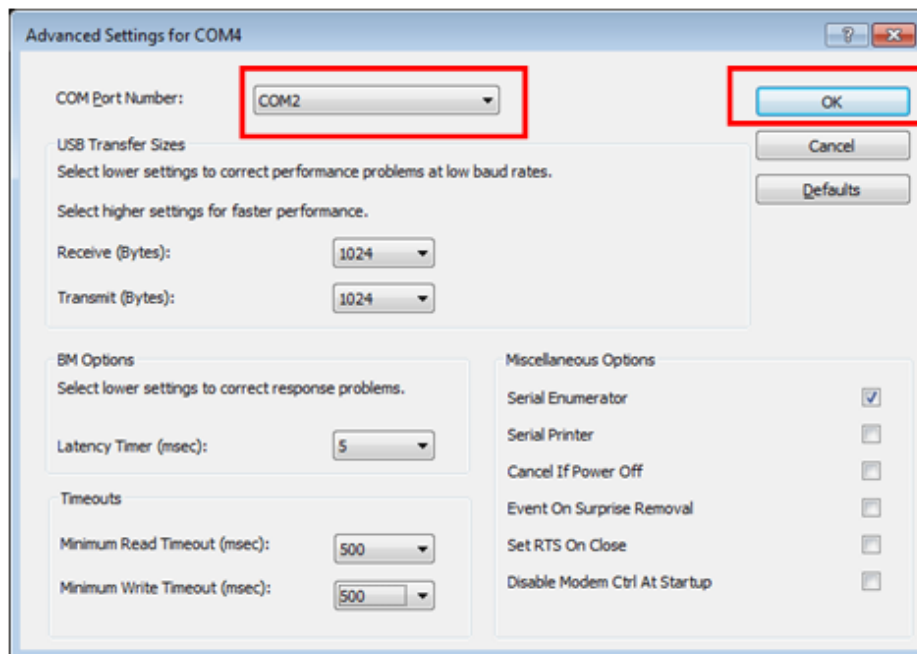 Advanced Settings for COM4
COM Port Number:
COM2
OK
Cancel
Defaults
USB Transfer Sizes
Select lower settings to correct performance problems at low baud rates.
Select higher settings for faster performance.
Receive (Bytes):
1024
Transmit (Bytes):
1024
BM Options
Select lower settings to correct response problems.
Latency Timer (msec):
5
Timeouts
Minimum Read Timeout (msec):
500
Minimum Write Timeout (msec):
500
Miscellaneous Options
Serial Enumerator
Serial Printer
Cancel If Power Off
Event On Surprise Removal
Set RTS On Close
Disable Modem Ctrl At Startup